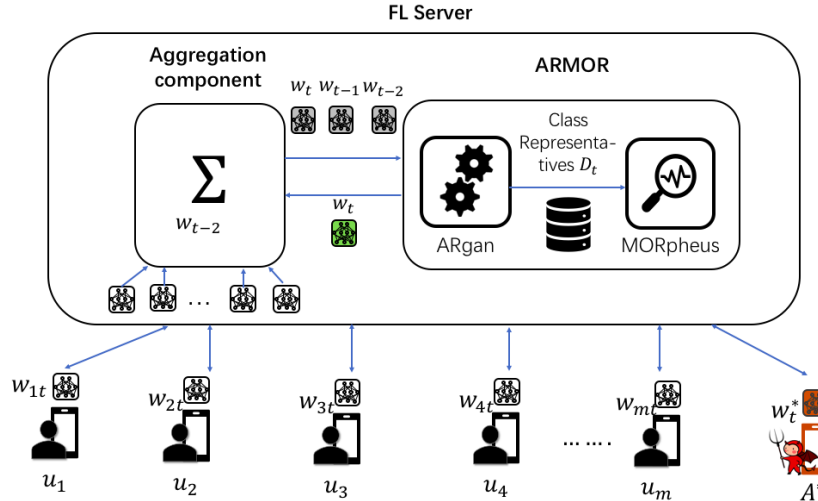 FL Server
Aggregation
component
ARMOR
w_t w_{t-1} w_{t-2}
Class
Representa-
tives D_t
Σ
w_{t-2}
w_t
ARgan
MORpheus
...
w_{1t}
w_{2t}
w_{3t}
w_{4t}
w_{mt}
w_t^*
... ...
u_1
u_2
u_3
u_4
u_m